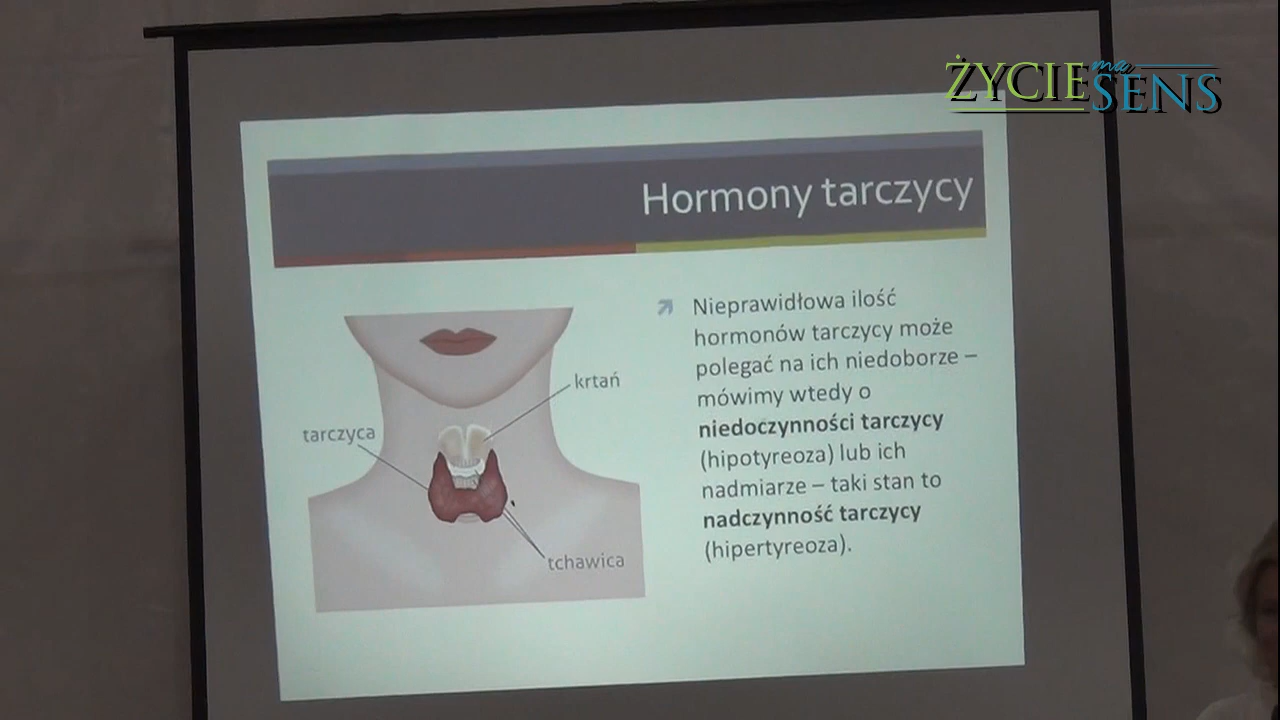 ŻYCIE ma SENS
Hormony tarczycy
Nieprawidłowa ilość
hormonów tarczycy może
polegać na ich niedoborze –
mówimy wtedy o
niedoczynności tarczycy
(hipotyreoza) lub ich
nadmiarze – taki stan to
nadczynność tarczycy
(hipertyreoza).
krtań
tarczyca
tchawica